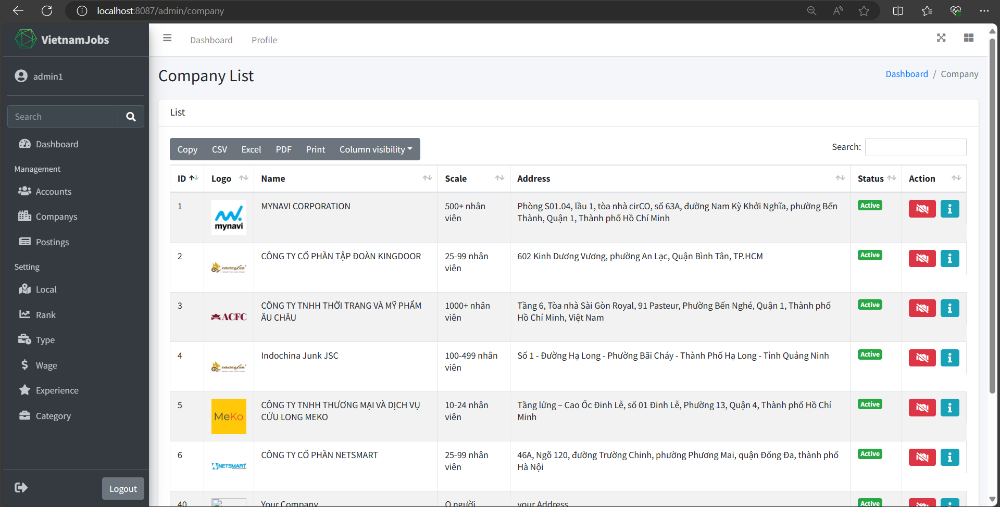 localhost:8087/admin/company
VietnamJobs
Dashboard
Profile
admin1
Company List
Dashboard / Company
Search
List
Dashboard
Management
Accounts
Companys
Postings
Setting
Local
Rank
Type
Wage
Experience
Category
Logout
Copy
CSV
Excel
PDF
Print
Column visibility
Search:
ID
Logo
Name
Scale
Address
Status
Action
1
mynavi
MYNAVI CORPORATION
500+ nhân
viên
Phòng S01.04, lầu 1, tòa nhà cirCO, số 63A, đường Nam Kỳ Khởi Nghĩa, phường Bến
Thành, Quận 1, Thành phố Hồ Chí Minh
Active
2
CÔNG TY CỔ PHẦN TẬP ĐOÀN KINGDOOR
25-99 nhân
viên
602 Kinh Dương Vương, phường An Lạc, Quận Bình Tân, TP.HCM
Active
3
ACFC
CÔNG TY TNHH THỜI TRANG VÀ MỸ PHẨM
ÂU CHÂU
1000+ nhân
viên
Tầng 6, Tòa nhà Sài Gòn Royal, 91 Pasteur, Phường Bến Nghé, Quận 1, Thành phố
Hồ Chí Minh, Việt Nam
Active
4
Indochina Junk JSC
100-499 nhân
viên
Số 1 - Đường Hạ Long - Phường Bãi Cháy - Thành Phố Hạ Long - Tỉnh Quảng Ninh
Active
5
MeKo
CÔNG TY TNHH THƯƠNG MẠI VÀ DỊCH VỤ
CỬU LONG MEKO
10-24 nhân
viên
Tầng lửng – Cao Ốc Đinh Lễ, số 01 Đinh Lễ, Phường 13, Quận 4, Thành phố Hồ Chí
Minh
Active
6
NETSMART
CÔNG TY CỔ PHẦN NETSMART
25-99 nhân
viên
46A, Ngõ 120, đường Trường Chinh, phường Phương Mai, quận Đống Đa, thành phố
Hà Nội
Active
40
Your Company
O người
your Address
Active